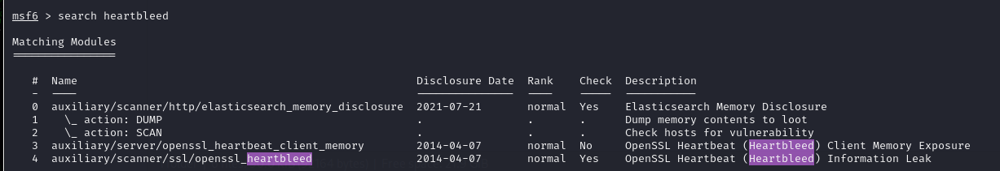 msf6 > search heartbleed
Matching Modules
================
# Name Disclosure Date Rank Check Description
- ---- --------------- ---- ----- -----------
0 auxiliary/scanner/http/elasticsearch_memory_disclosure 2021-07-21 normal Yes Elasticsearch Memory Disclosure
1 \_ action: DUMP . . . Dump memory contents to loot
2 \_ action: SCAN . . . Check hosts for vulnerability
3 auxiliary/server/openssl_heartbeat_client_memory 2014-04-07 normal No OpenSSL Heartbeat (Heartbleed) Client Memory Exposure
4 auxiliary/scanner/ssl/openssl_heartbleed 2014-04-07 normal Yes OpenSSL Heartbeat (Heartbleed) Information Leak